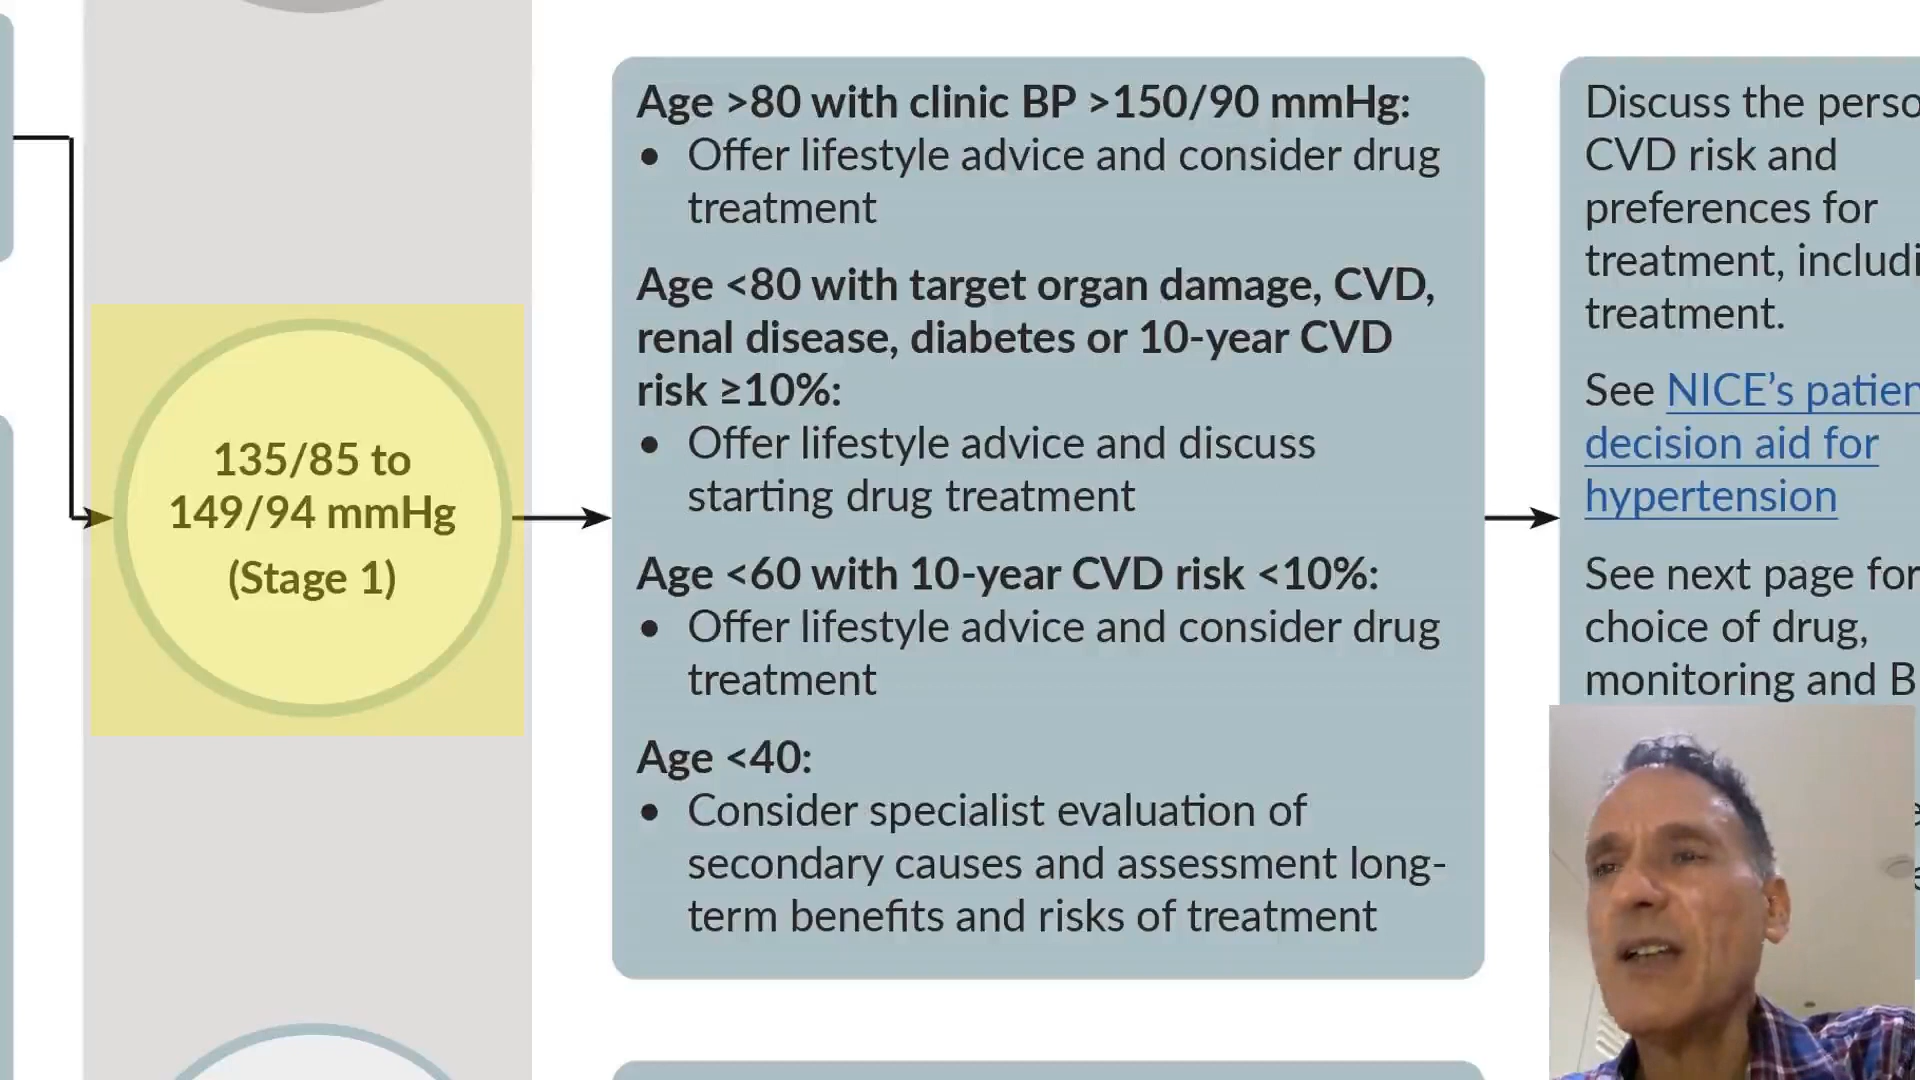 135/85 to
149/94 mmHg
(Stage 1)
Age >80 with clinic BP >150/90 mmHg:
• Offer lifestyle advice and consider drug
treatment
Age <80 with target organ damage, CVD,
renal disease, diabetes or 10-year CVD
risk ≥10%:
• Offer lifestyle advice and discuss
starting drug treatment
Age <60 with 10-year CVD risk <10%:
• Offer lifestyle advice and consider drug
treatment
Age <40:
• Consider specialist evaluation of
secondary causes and assessment long-
term benefits and risks of treatment
Discuss the perso
CVD risk and
preferences for
treatment, includi
treatment.
See NICE’s patien
decision aid for
hypertension
See next page for
choice of drug,
monitoring and B